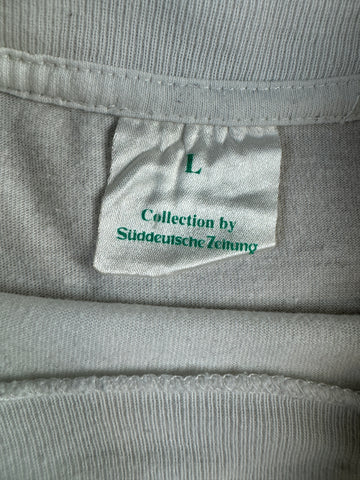 L
Collection by
Süddeutsche Zeitung